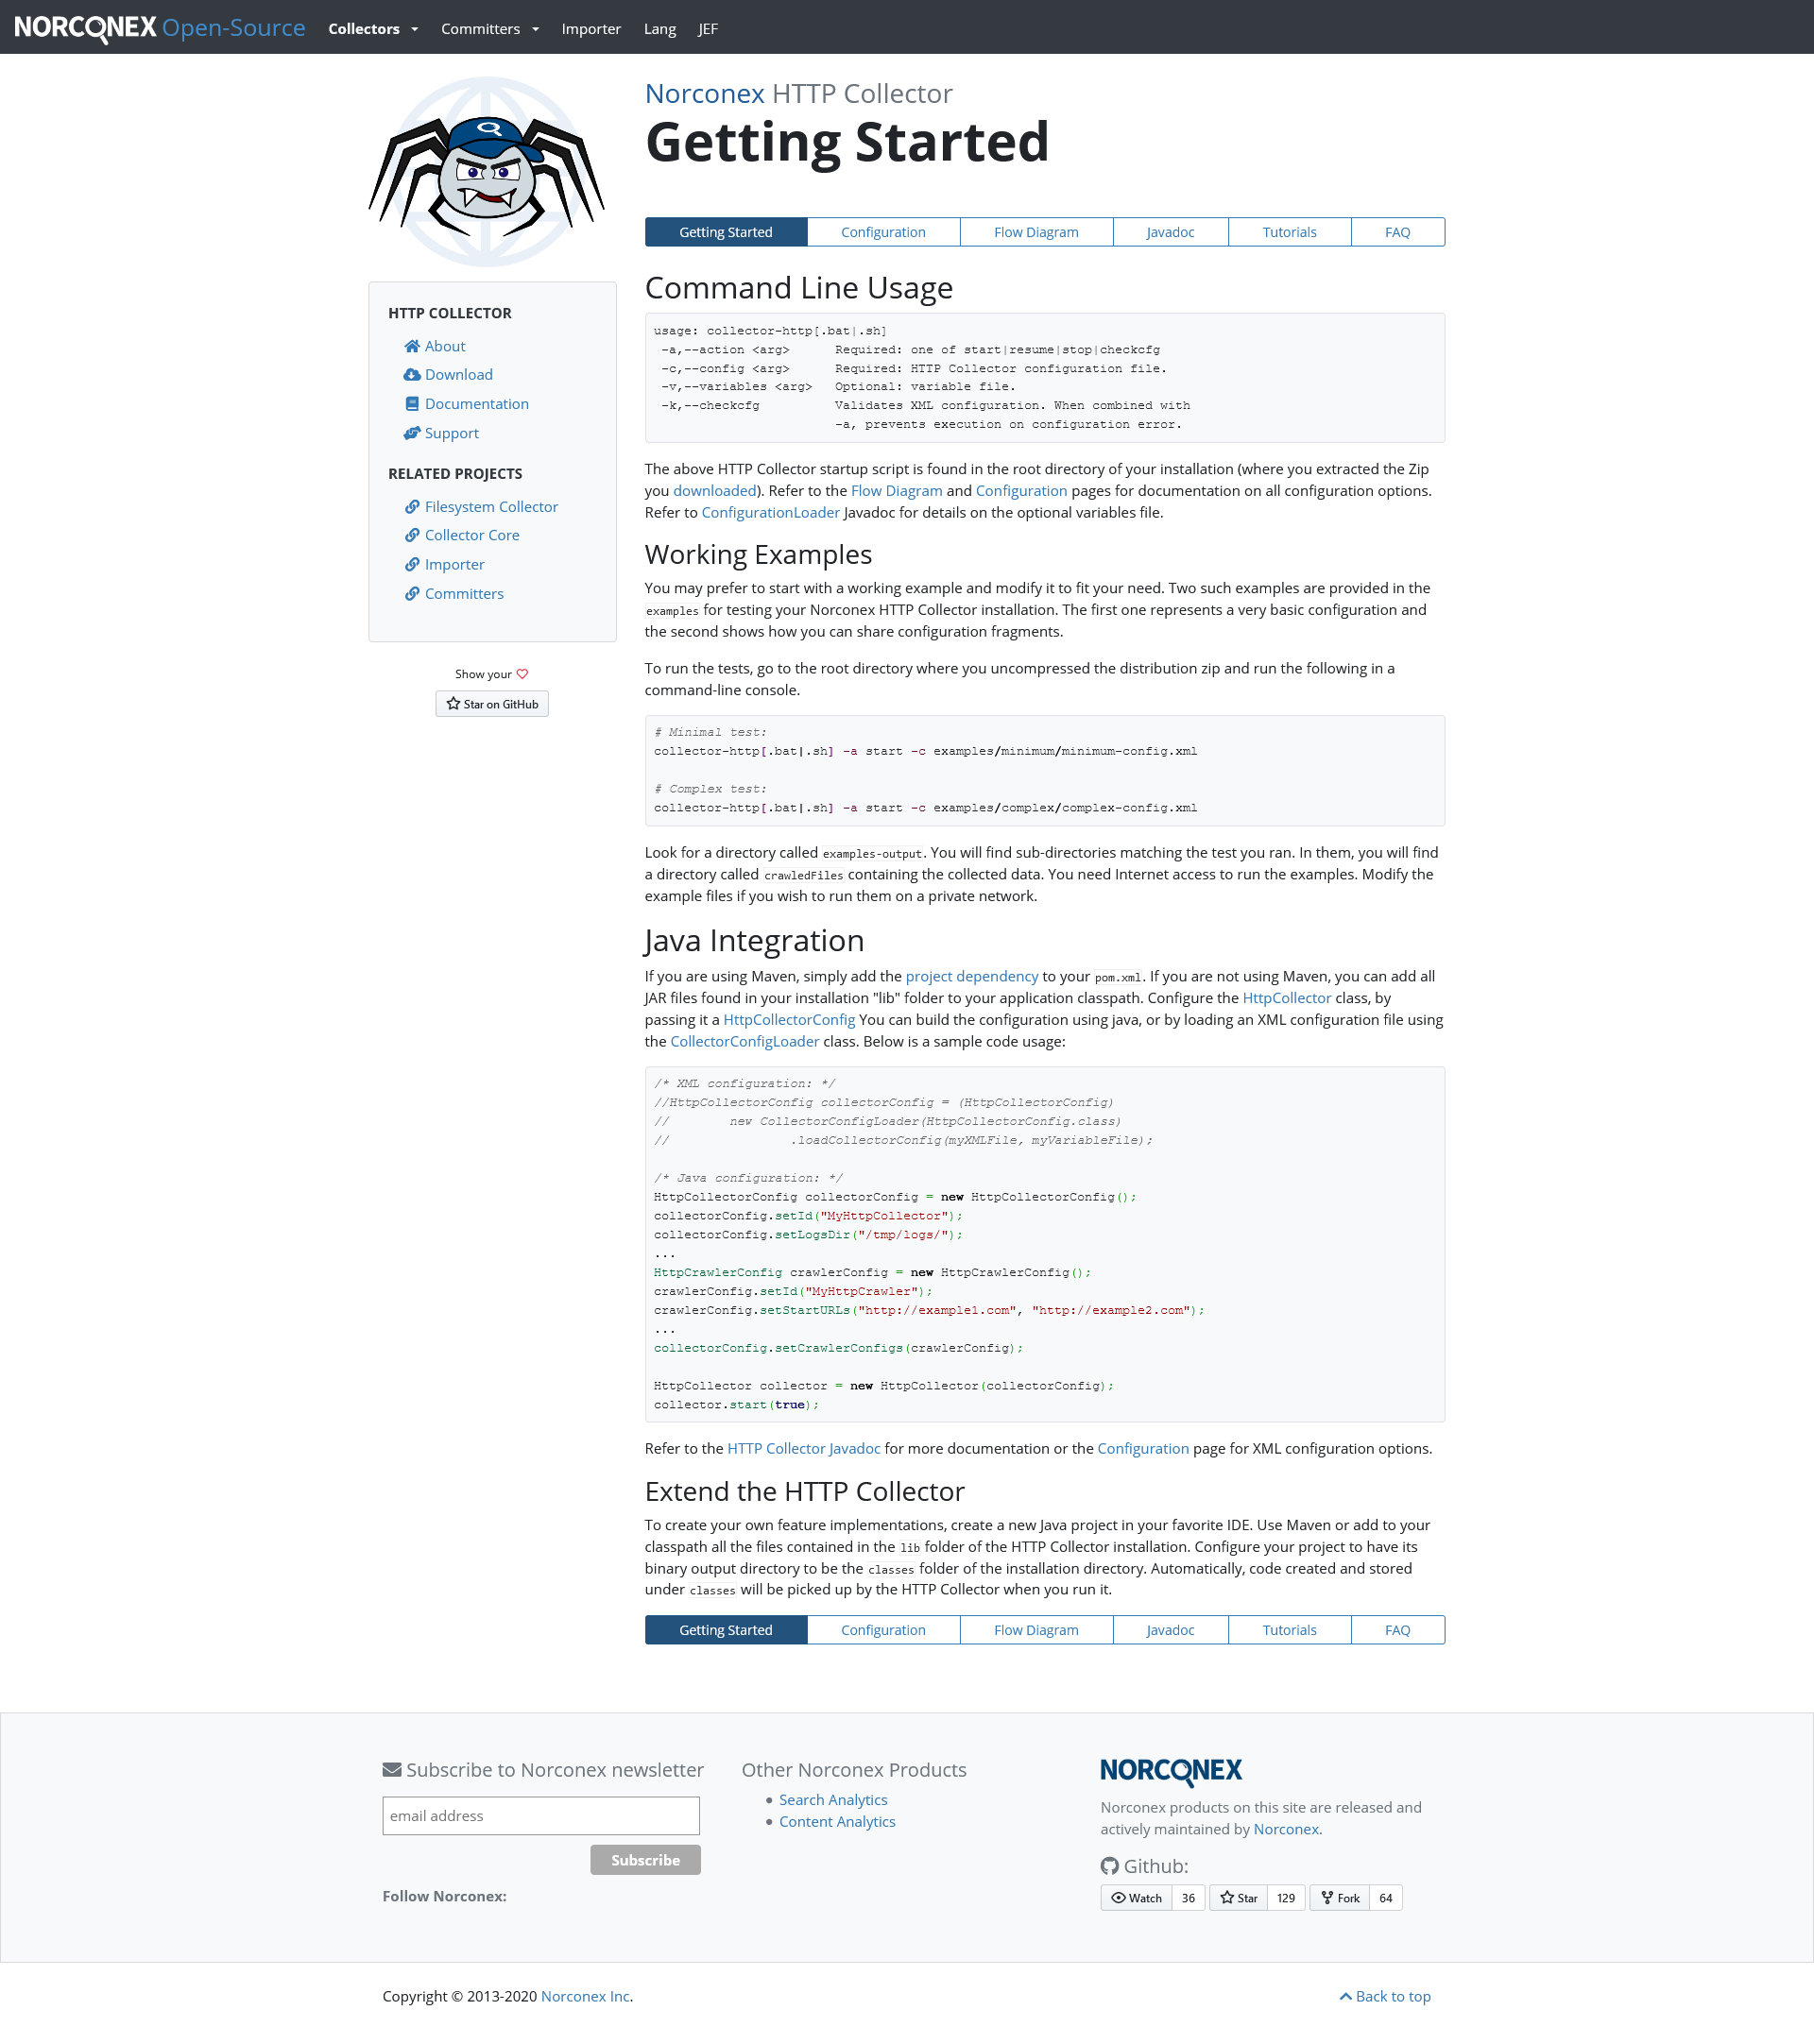 NORCONEX Open-Source Collectors Committers Importer Lang JEF
Norconex HTTP Collector
Getting Started
Getting Started Configuration Flow Diagram Javadoc Tutorials FAQ
HTTP COLLECTOR
About
Download
Documentation
Support
RELATED PROJECTS
Filesystem Collector
Collector Core
Importer
Committers
Show your
Star on GitHub
Command Line Usage
usage: collector-http[.bat|.sh]
-a,--action <arg> Required: one of start|resume|stop|checkcfg
-c,--config <arg> Required: HTTP Collector configuration file.
-v,--variables <arg> Optional: variable file.
-k,--checkcfg Validates XML configuration. When combined with
-a, prevents execution on configuration error.
The above HTTP Collector startup script is found in the root directory of your installation (where you extracted the Zip
you downloaded). Refer to the Flow Diagram and Configuration pages for documentation on all configuration options.
Refer to ConfigurationLoader Javadoc for details on the optional variables file.
Working Examples
You may prefer to start with a working example and modify it to fit your need. Two such examples are provided in the
examples for testing your Norconex HTTP Collector installation. The first one represents a very basic configuration and
the second shows how you can share configuration fragments.
To run the tests, go to the root directory where you uncompressed the distribution zip and run the following in a
command-line console.
# Minimal test:
collector-http[.bat|.sh] -a start -c examples/minimum/minimum-config.xml
# Complex test:
collector-http[.bat|.sh] -a start -c examples/complex/complex-config.xml
Look for a directory called examples-output. You will find sub-directories matching the test you ran. In them, you will find
a directory called crawledFiles containing the collected data. You need Internet access to run the examples. Modify the
example files if you wish to run them on a private network.
Java Integration
If you are using Maven, simply add the project dependency to your pom.xml. If you are not using Maven, you can add all
JAR files found in your installation "lib" folder to your application classpath. Configure the HttpCollector class, by
passing it a HttpCollectorConfig You can build the configuration using java, or by loading an XML configuration file using
the CollectorConfigLoader class. Below is a sample code usage:
/* XML configuration: */
//HttpCollectorConfig collectorConfig = (HttpCollectorConfig)
// new CollectorConfigLoader(HttpCollectorConfig.class)
// .loadCollectorConfig(myXMLFile, myVariableFile);
/* Java configuration: */
HttpCollectorConfig collectorConfig = new HttpCollectorConfig();
collectorConfig.setId("MyHttpCollector");
collectorConfig.setLogsDir("/tmp/logs/");
...
HttpCrawlerConfig crawlerConfig = new HttpCrawlerConfig();
crawlerConfig.setId("MyHttpCrawler");
crawlerConfig.setStartURLs("http://example1.com", "http://example2.com");
...
collectorConfig.setCrawlerConfigs(crawlerConfig);
HttpCollector collector = new HttpCollector(collectorConfig);
collector.start(true);
Refer to the HTTP Collector Javadoc for more documentation or the Configuration page for XML configuration options.
Extend the HTTP Collector
To create your own feature implementations, create a new Java project in your favorite IDE. Use Maven or add to your
classpath all the files contained in the lib folder of the HTTP Collector installation. Configure your project to have its
binary output directory to be the classes folder of the installation directory. Automatically, code created and stored
under classes will be picked up by the HTTP Collector when you run it.
Getting Started Configuration Flow Diagram Javadoc Tutorials FAQ
Subscribe to Norconex newsletter
email address
Subscribe
Follow Norconex:
Other Norconex Products
Search Analytics
Content Analytics
NORCONEX
Norconex products on this site are released and
actively maintained by Norconex.
Github:
Watch 36 Star 129 Fork 64
Copyright © 2013-2020 Norconex Inc.
Back to top